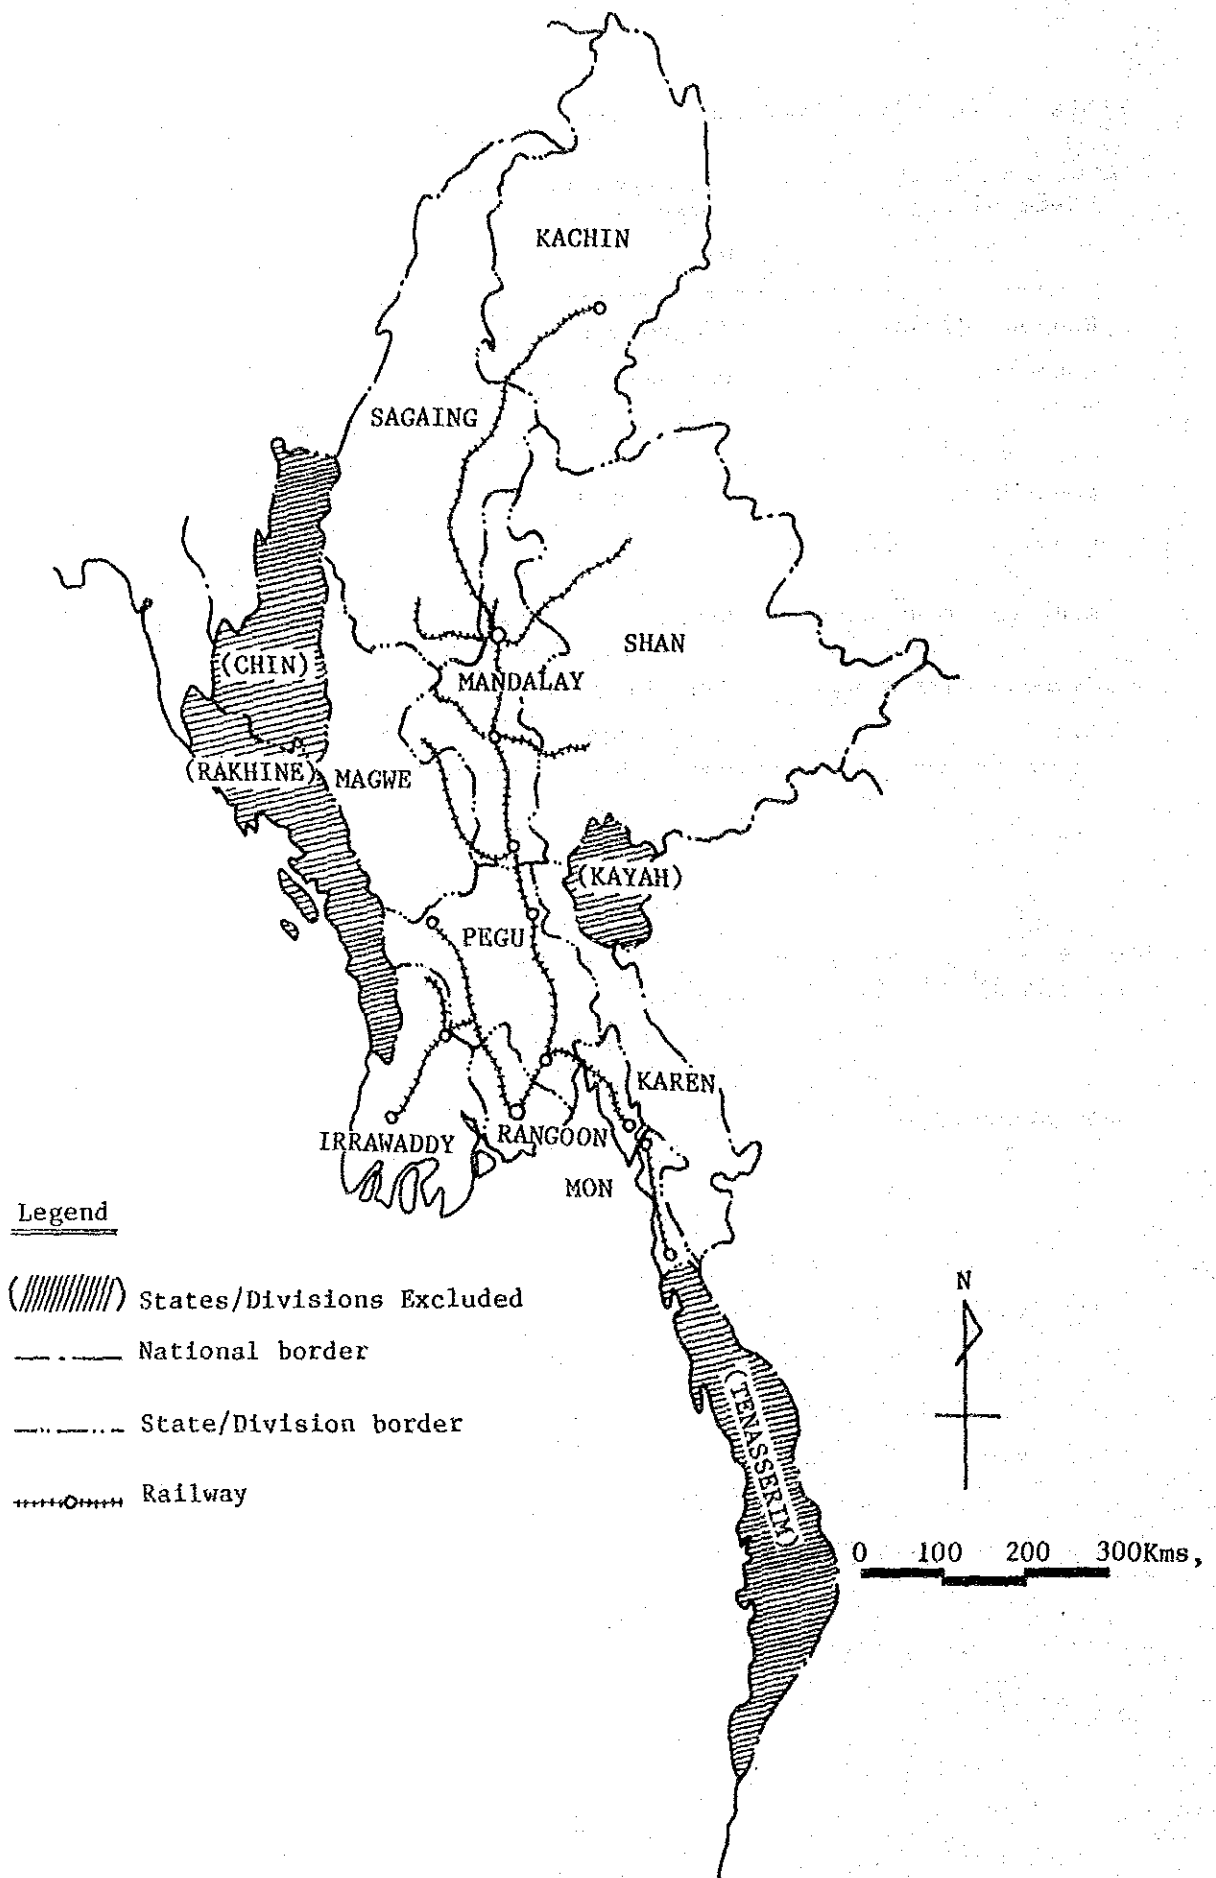 KACHIN
SAGAING
SHAN
(CHIN)
MANDALAY
(RAKHINE)
MAGWE
(KAYAH)
PEGU
KAREN
IRRAWADDY
RANGOON
MON
Legend
States/Divisions Excluded
National border
State/Division border
Railway
N
(TENASSERIM)
0 100 200 300Kms,